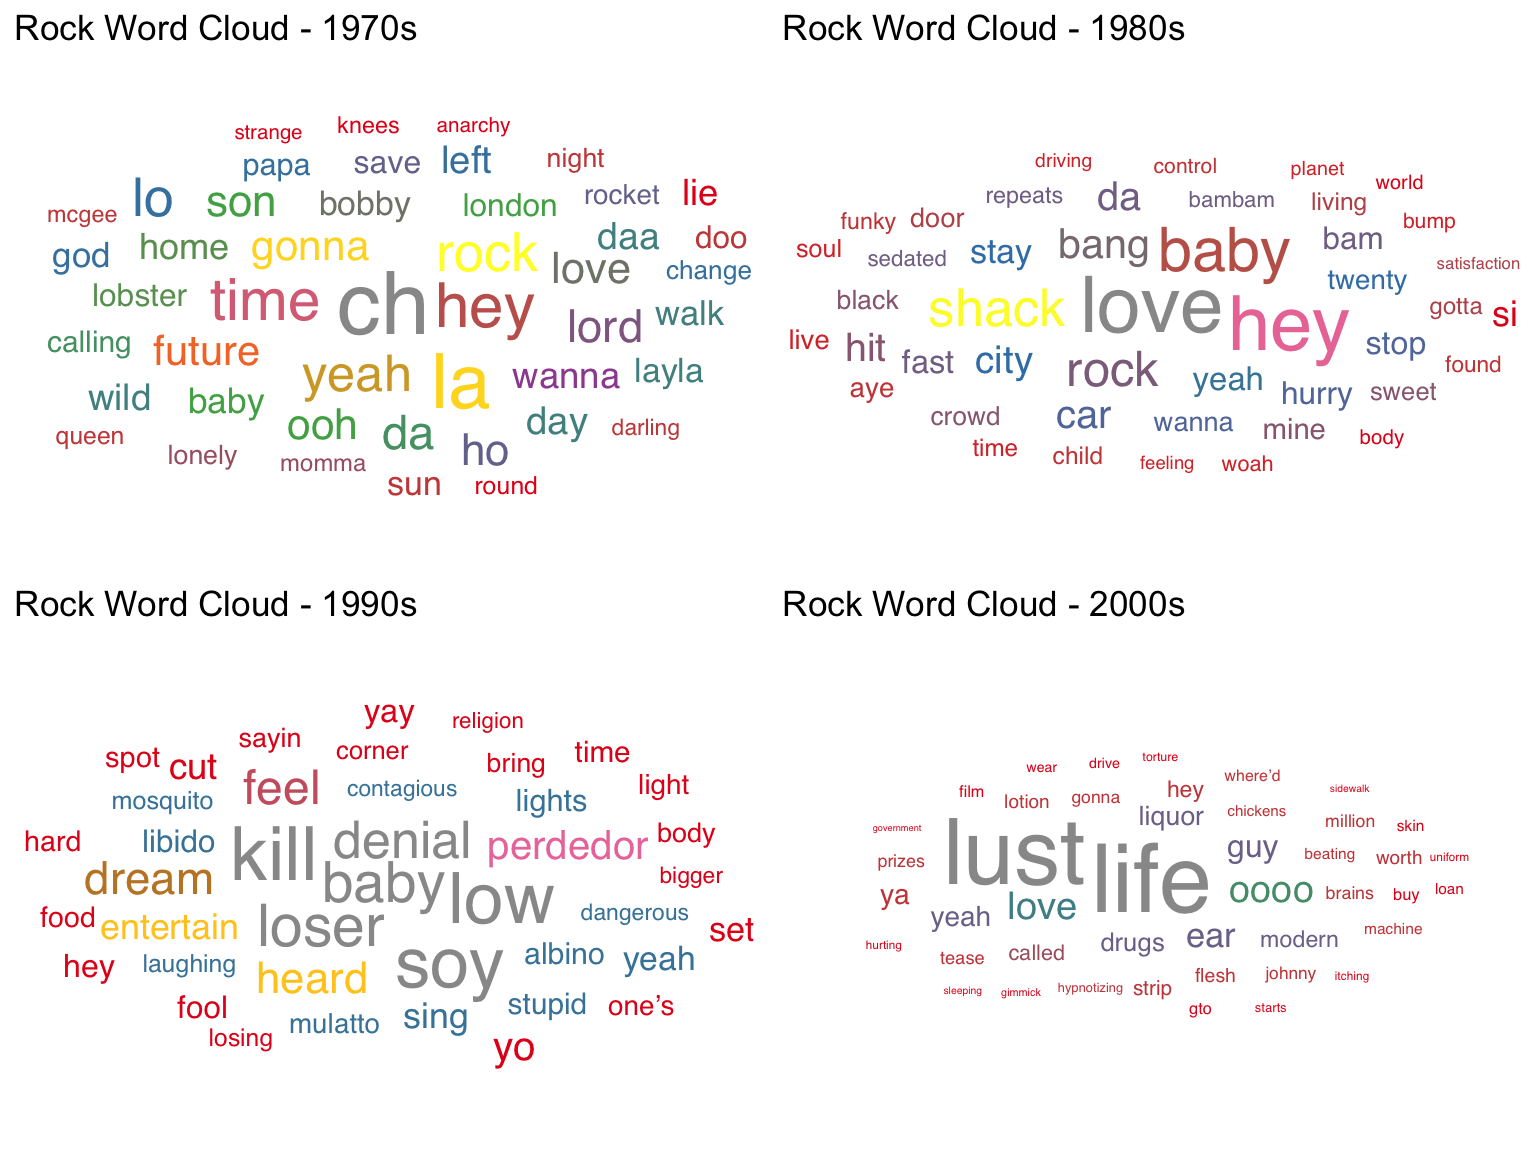 Rock Word Cloud - 1970s
strange knees anarchy
papa save left night
lo son bobby london rocket lie
mcgee
god home gonna rock love daa doo
change
lobster time ch hey lord walk
calling future yeah la wanna layla
wild baby ooh da ho day darling
queen lonely momma
sun round
Rock Word Cloud - 1980s
driving control planet
repeats da bambam living world
funky door bang baby bam bump
soul sedated stay twenty satisfaction
black shack love hey gotta si
live hit fast city rock yeah stop found
aye hurry sweet
crowd car wanna mine body
time child feeling woah
Rock Word Cloud - 1990s
yay religion
sayin corner time
spot cut feel contagious bring light
mosquito lights
hard libido kill denial perdedor body
dream baby low bigger
food entertain loser dangerous set
hey laughing heard soy albino yeah
fool mulatto sing stupid one's
losing yo
Rock Word Cloud - 2000s
wear drive torture
film lotion gonna hey where'd sidewalk
government liquor chickens million skin
prizes lust life guy beating worth uniform
ya yeah love oooo brains buy loan
hurting called drugs ear modern machine
tease flesh johnny itching
sleeping gimmick hypnotizing strip
gto starts